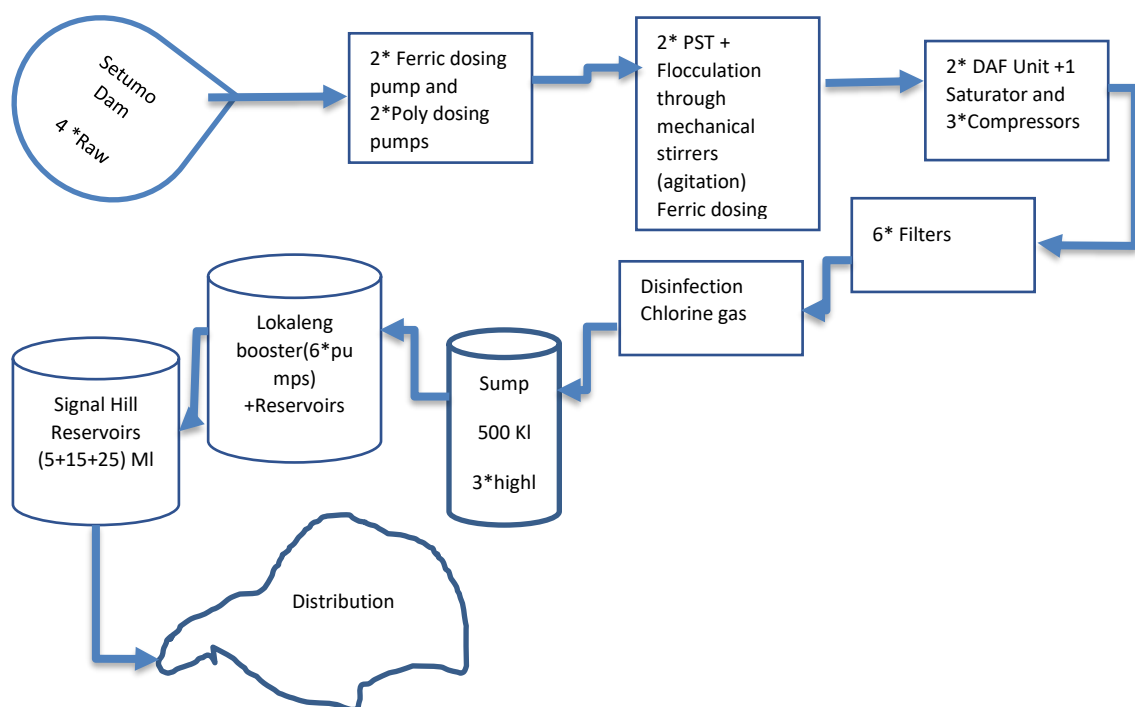 Setumo
Dam
4 *Raw
2* Ferric dosing
pump and
2*Poly dosing
pumps
2* PST +
Flocculation
through
mechanical
stirrers
(agitation)
Ferric dosing
2* DAF Unit +1
Saturator and
3*Compressors
6* Filters
Disinfection
Chlorine gas
Sump
500 Kl
3*highl
Lokaleng
booster(6*pu
mps)
+Reservoirs
Signal Hill
Reservoirs
(5+15+25) Ml
Distribution